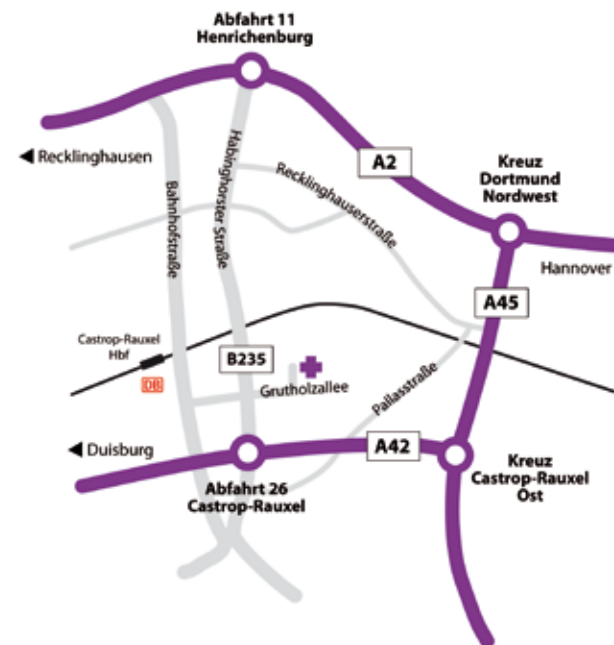 Abfahrt 11
Henrichenburg
Recklinghausen
A2
Kreuz
Dortmund
Nordwest
Habinghorster Straße
Recklinghauserstraße
Bahnhofstraße
Hannover
A45
Castrop-Rauxel
Hbf
DB
B235
Grutholzallee
Pallasstraße
Duisburg
A42
Abfahrt 26
Castrop-Rauxel
Kreuz
Castrop-Rauxel
Ost